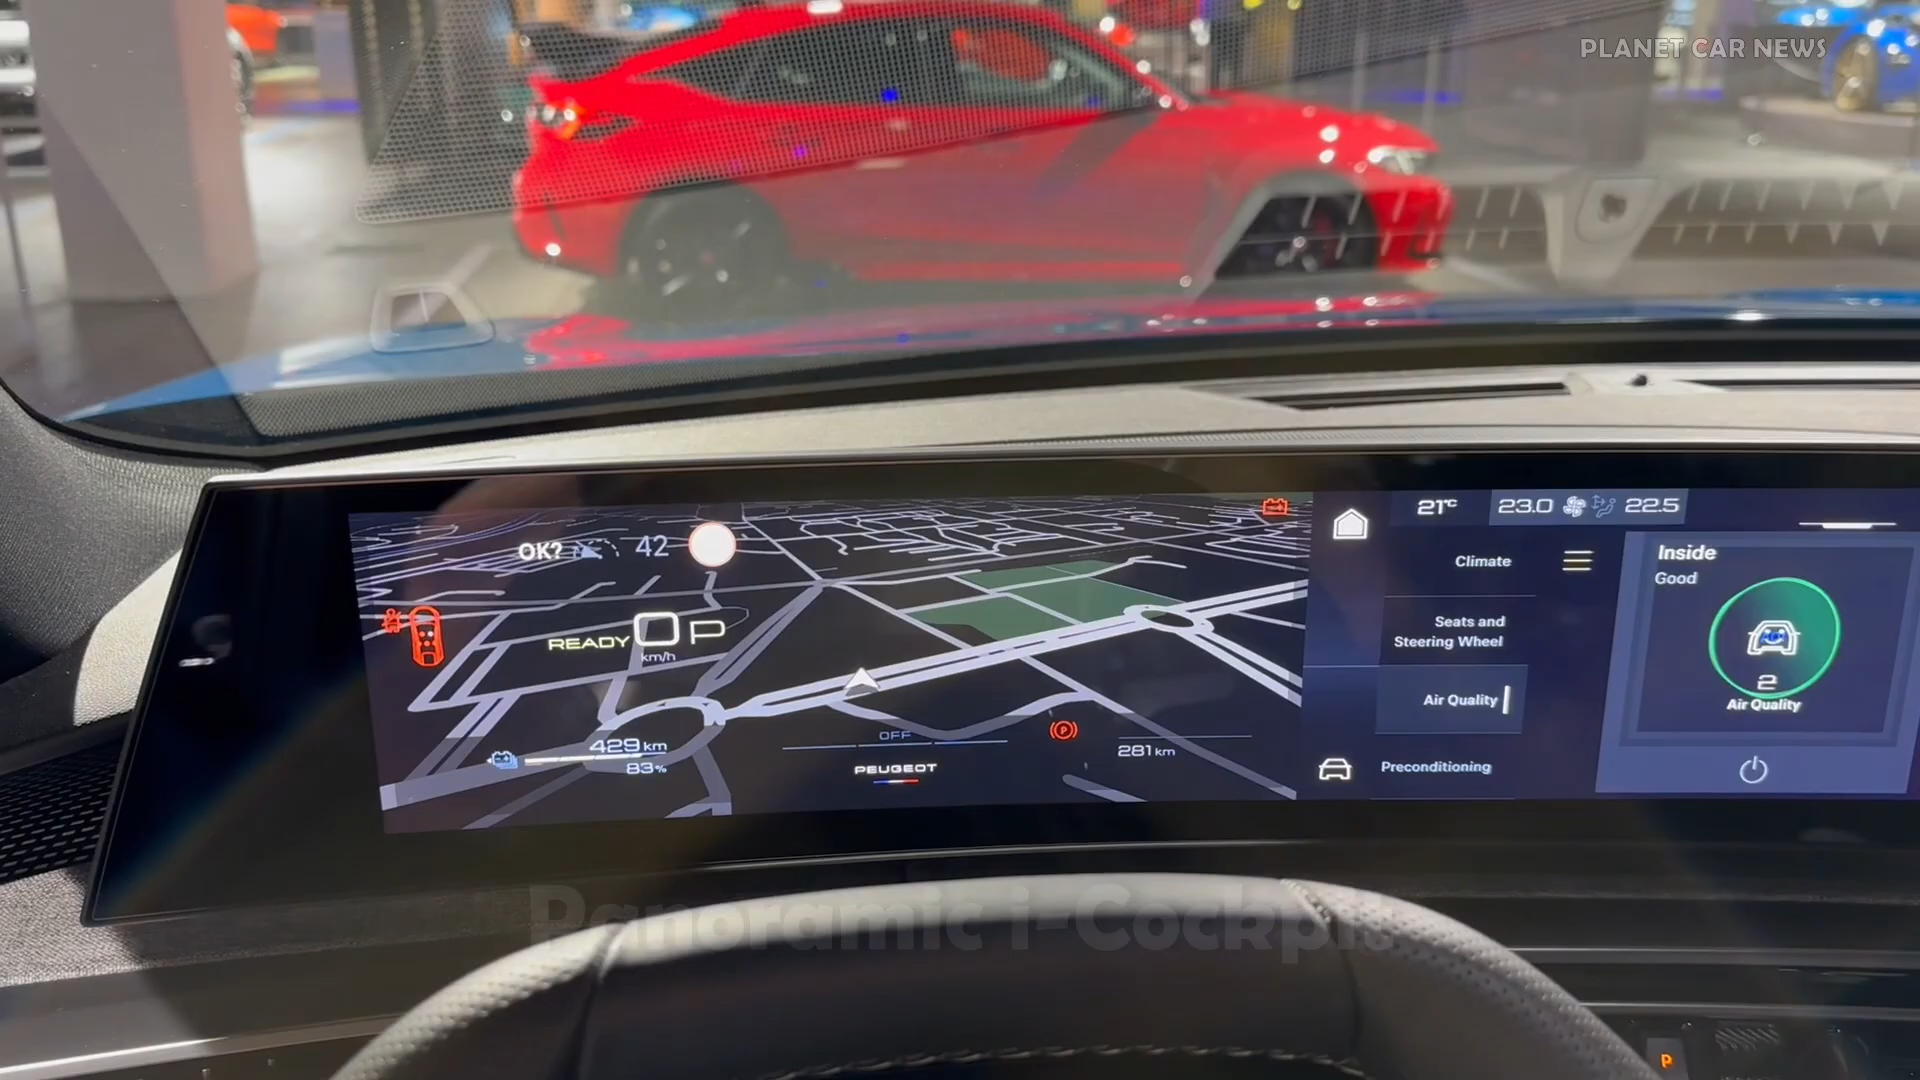 PLANET CAR NEWS
21°C
23.0
22.5
OK?
42
Climate
Inside
Good
Seats and
Steering Wheel
READY
0
P
km/h
2
Air Quality
Air Quality
OFF
P
429 km
281 km
83%
PEUGEOT
Preconditioning
Panoramic i-Cockpit
P